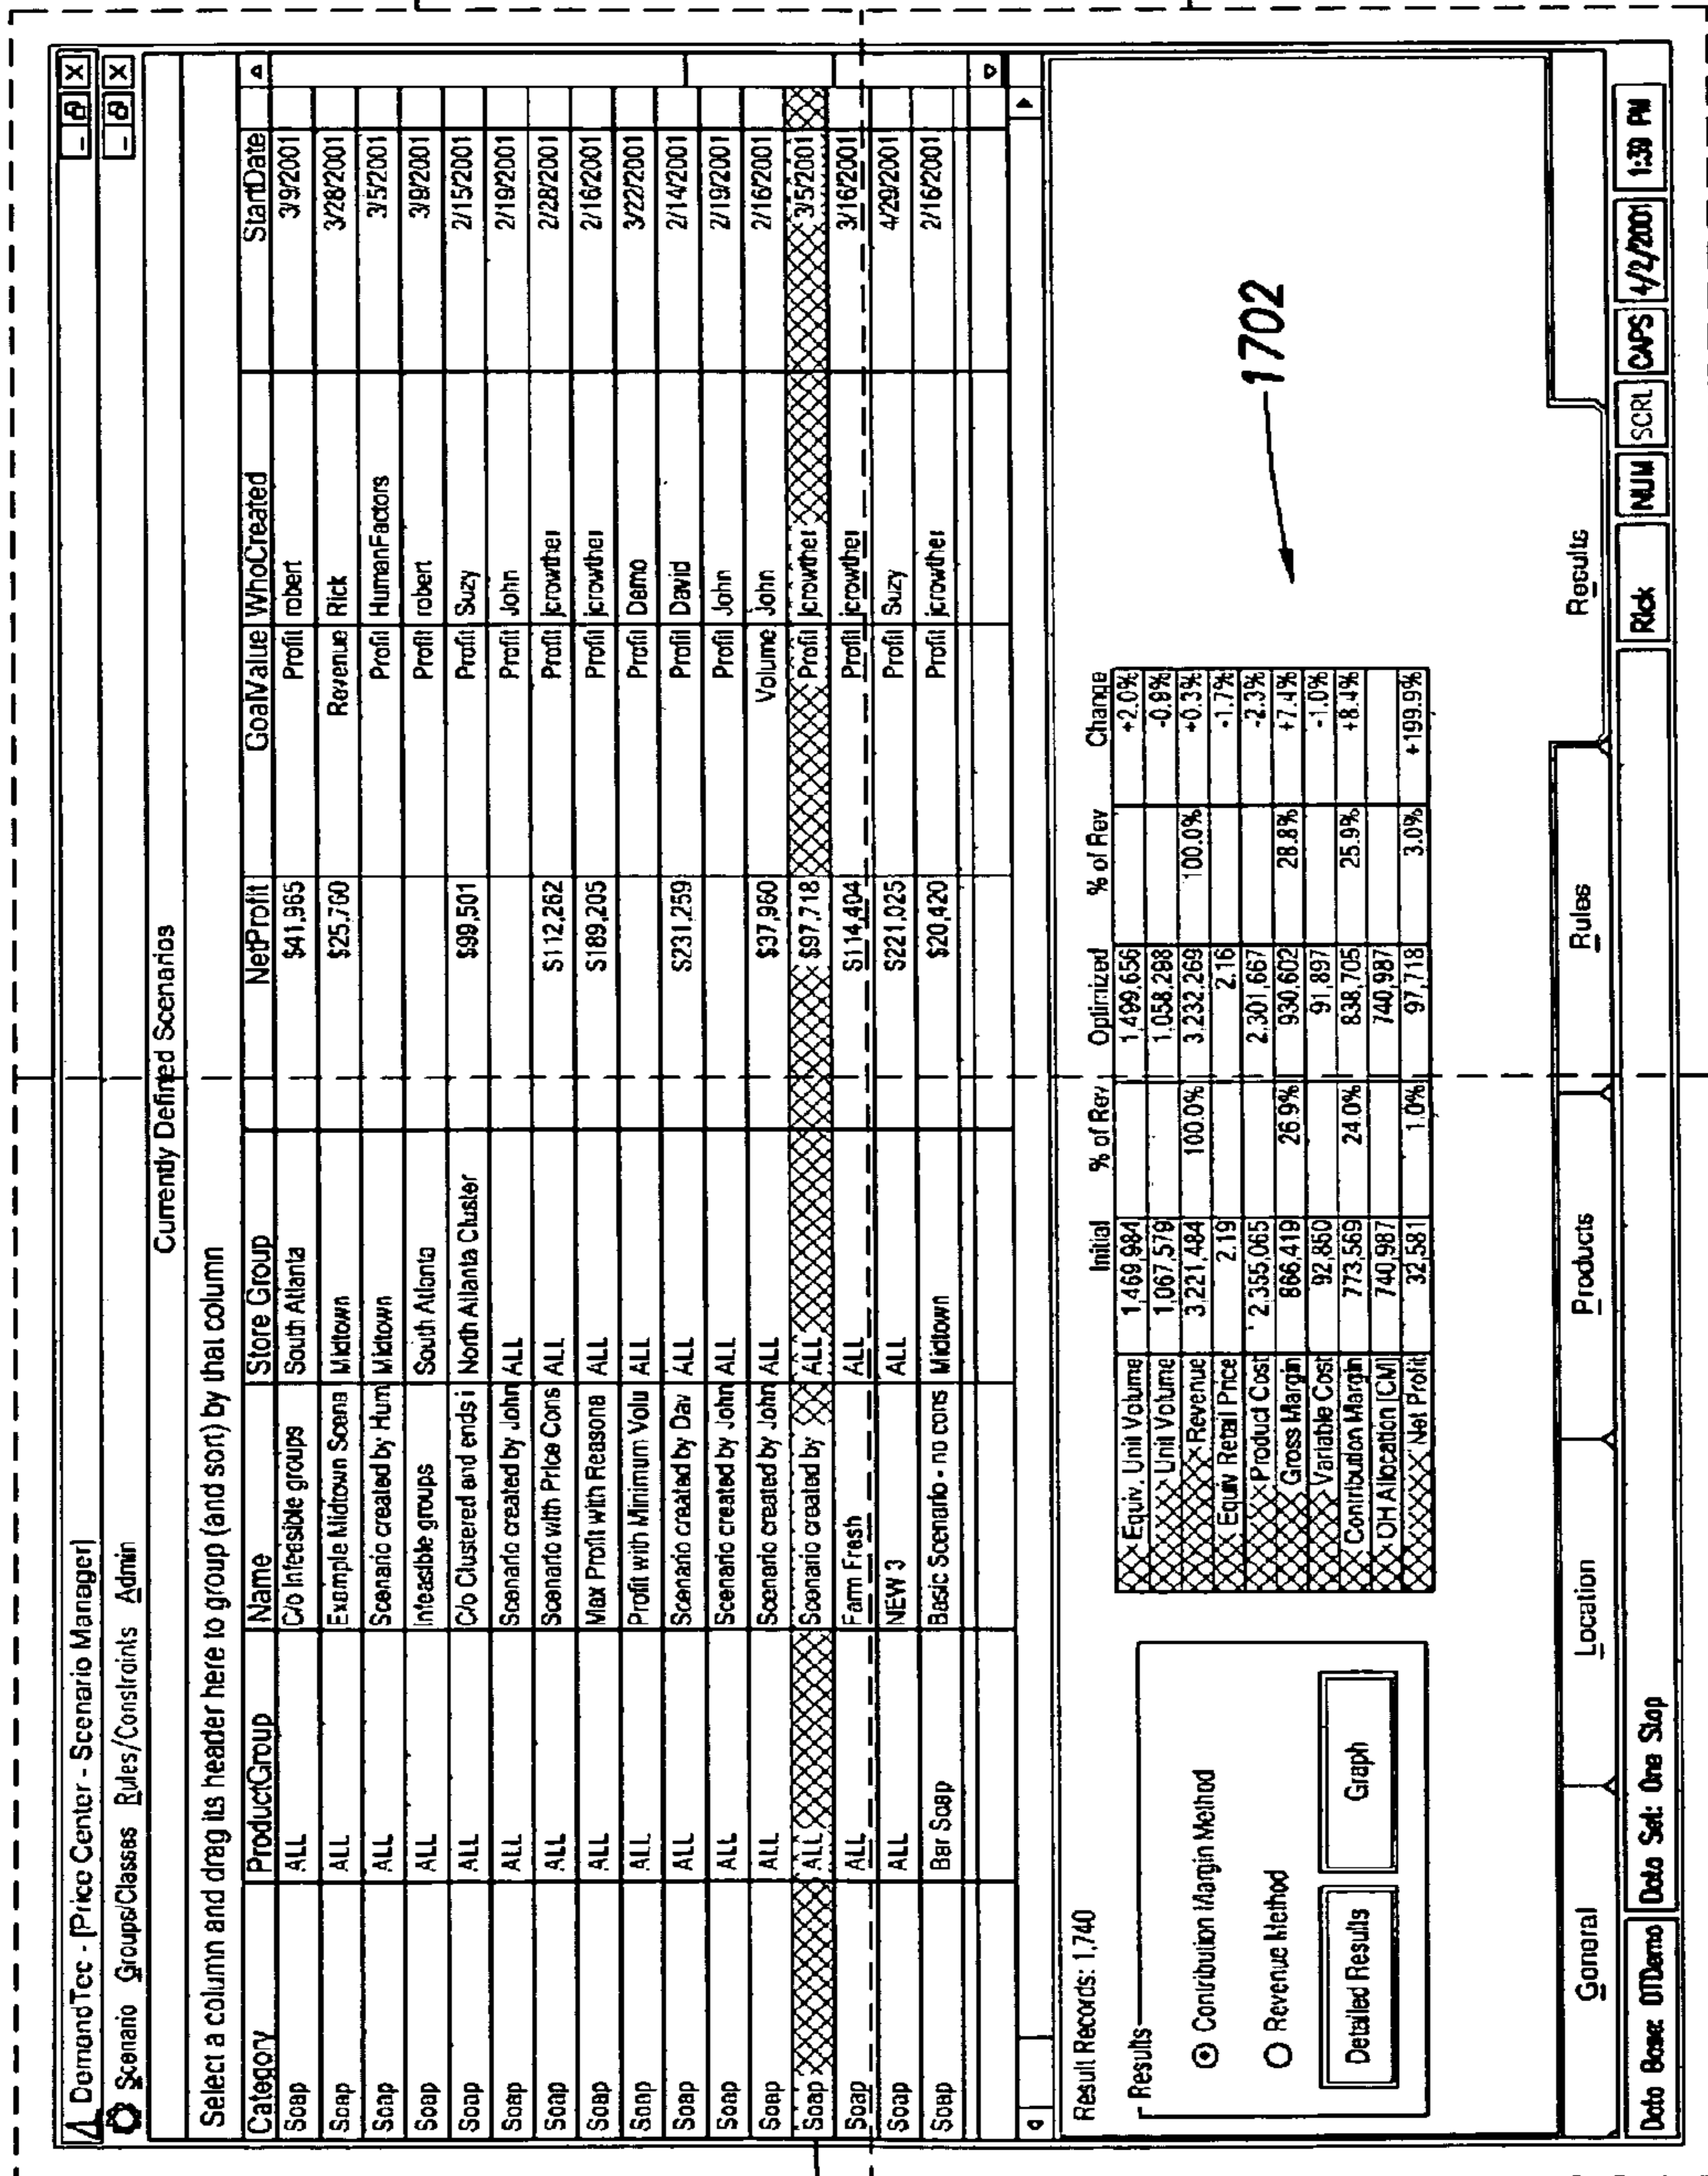 DemandTec - [Price Center - Scenario Manager]
Scenario Groups/Classes Rules/Constraints Admin
Currently Defined Scenarios
Select a column and drag its header here to group (and sort) by that column
Category ProductGroup Name Store Group NetProfit GoalValue WhoCreated StartDate
Soap ALL C/o Infeesible groups South Atlanta $41,965 Profit robert 3/9/2001
Soap ALL Example Midtown Scena Midtown $25,760 Revenue Rick 3/28/2001
Soap ALL Scenario created by Hum Midtown Profit HumanFactors 3/5/2001
Soap ALL Infeasible groups South Atlanta Profit robert 3/9/2001
Soap ALL C/o Clustered and ends i North Atlanta Cluster $99,501 Profit Suzy 2/15/2001
Soap ALL Scenario created by John ALL Profit John 2/19/2001
Soap ALL Scenario with Price Cons ALL $112,262 Profit jcrowther 2/28/2001
Soap ALL Max Profit with Reasona ALL $189,205 Profit jcrowther 2/16/2001
Soap ALL Profit with Minimum Volu ALL Profit Demo 3/22/2001
Soap ALL Scenario created by Dav ALL $231,259 Profit David 2/14/2001
Soap ALL Scenario created by John ALL Profit John 2/19/2001
Soap ALL Scenario created by John ALL $37,960 Volume John 2/16/2001
Soap ALL Scenario created by ALL $97,718 Profit jcrowther 3/5/2001
Soap ALL Farm Fresh ALL $114,404 Profit jcrowther 3/16/2001
Soap ALL NEW 3 ALL $221,025 Profit Suzy 4/29/2001
Soap Bar Soap Basic Scenario - no cons Midtown $20,420 Profit jcrowther 2/16/2001
Result Records: 1,740
Results
Contribution Margin Method
Revenue Method
Detailed Results Graph
Initial % of Rev Optimized % of Rev Change
Equiv. Unit Volume 1,469,984 1,499,656 +2.0%
Unit Volume 1,067,579 1,058,298 -0.9%
Revenue 3,221,484 100.0% 3,232,269 100.0% +0.3%
Equiv Retail Price 2.19 2.16 -1.7%
Product Cost 2,355,065 2,301,667 -2.3%
Gross Margin 866,419 26.9% 930,602 28.8% +7.4%
Variable Cost 92,850 91,897 -1.0%
Contribution Margin 773,569 24.0% 838,705 25.9% +8.4%
OH Allocation (CM) 740,987 740,987
Net Profit 32,581 1.0% 97,718 3.0% +199.9%
1702
General Location Products Rules Results
Data Base: DTDemo Data Set: One Stop Rick NUM SCRL CAPS 4/2/2001 1:39 PM